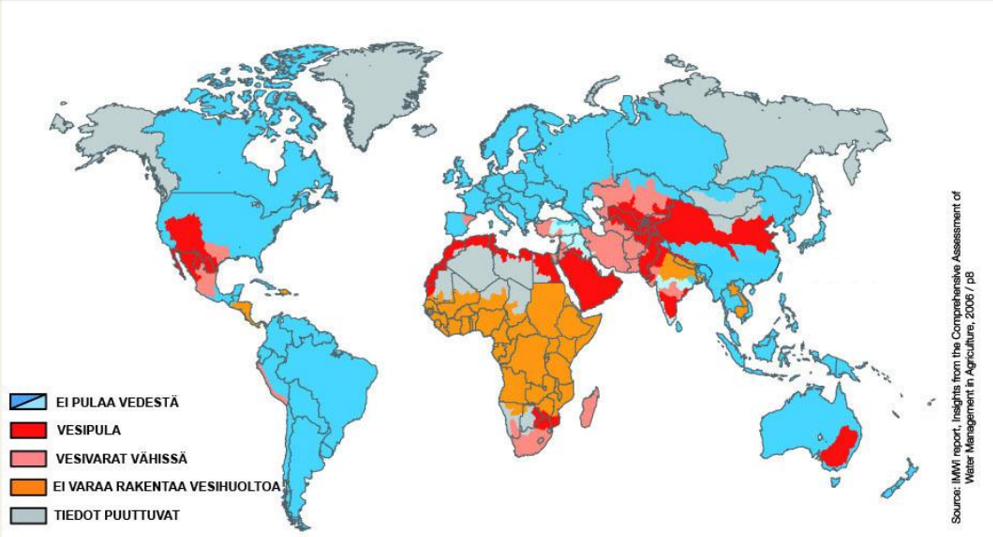 EI PULAA VEDESTÄ
VESIPULA
VESIVARAT VÄHISSÄ
EI VARAA RAKENTAA VESIHUOLTOA
TIEDOT PUUTTUVAT
Source: IMWI report, Insights from the Comprehensive Assessment of
Water Management in Agriculture, 2006 / p8